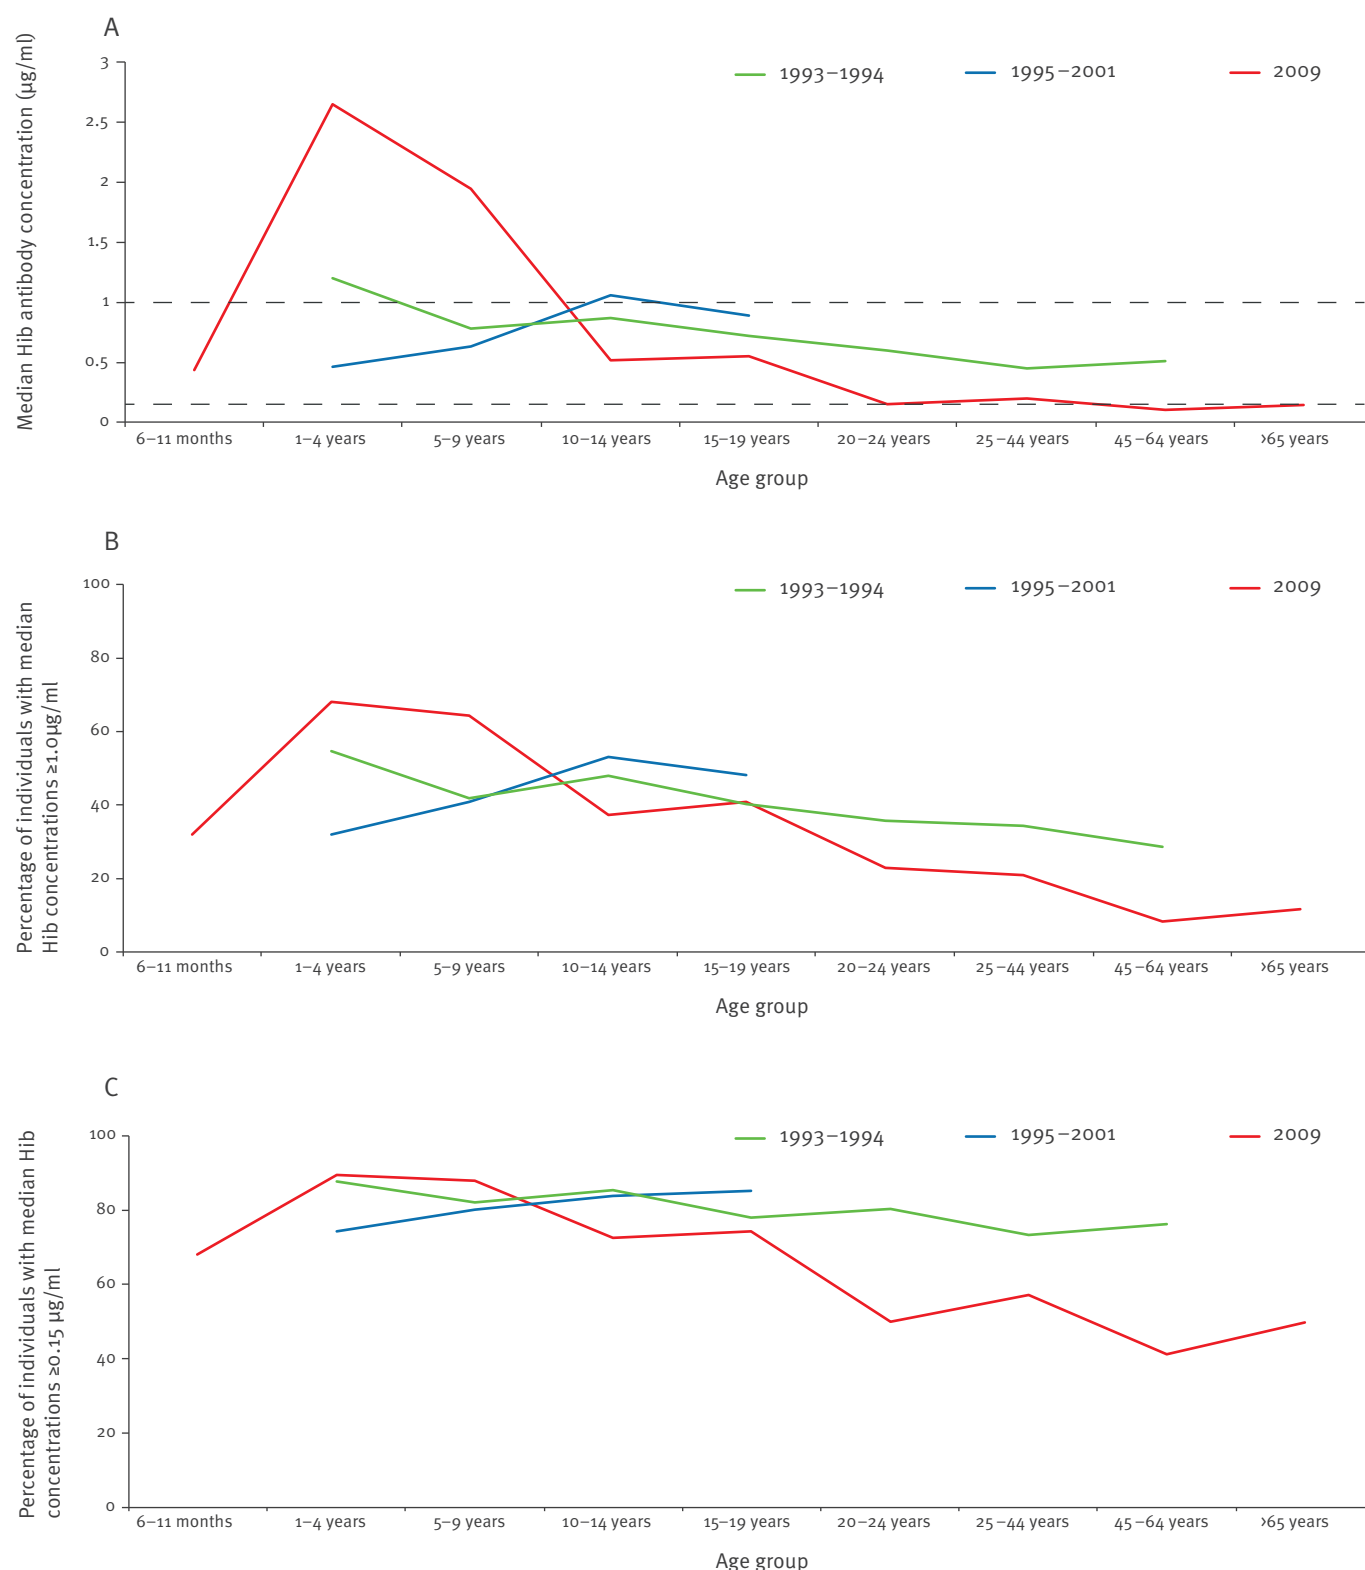 A
Median Hib antibody concentration (µg/ml)
3
2.5
2
1.5
1
0.5
0
1993–1994 1995–2001 2009
6–11 months 1–4 years 5–9 years 10–14 years 15–19 years 20–24 years 25–44 years 45–64 years >65 years
Age group
B
Percentage of individuals with median
Hib concentrations ≥1.0µg/ml
100
80
60
40
20
0
1993–1994 1995–2001 2009
6–11 months 1–4 years 5–9 years 10–14 years 15–19 years 20–24 years 25–44 years 45–64 years >65 years
Age group
C
Percentage of individuals with median Hib
concentrations ≥0.15 µg/ml
100
80
60
40
20
0
1993–1994 1995–2001 2009
6–11 months 1–4 years 5–9 years 10–14 years 15–19 years 20–24 years 25–44 years 45–64 years >65 years
Age group